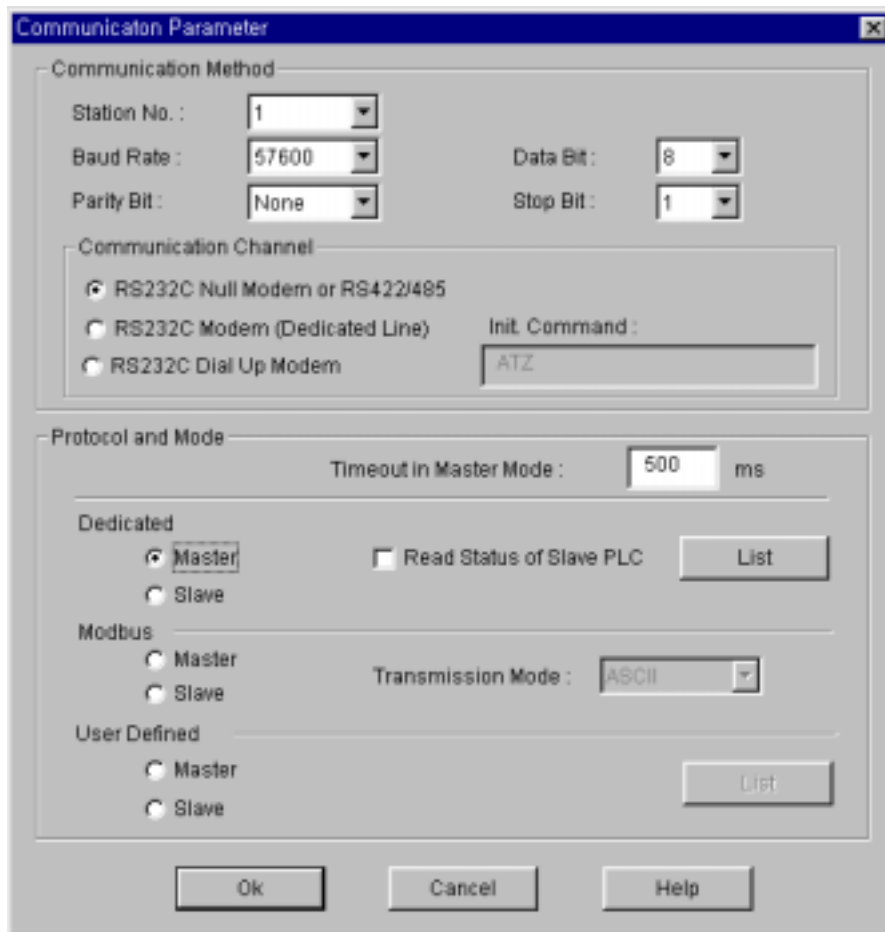 Communicaton Parameter
Communication Method
Station No. : 1
Baud Rate : 57600 Data Bit : 8
Parity Bit : None Stop Bit : 1
Communication Channel
RS232C Null Modem or RS422/485
RS232C Modem (Dedicated Line) Init. Command :
RS232C Dial Up Modem ATZ
Protocol and Mode
Timeout in Master Mode : 500 ms
Dedicated
Master Read Status of Slave PLC List
Slave
Modbus
Master
Slave Transmission Mode : ASCII
User Defined
Master
Slave List
Ok Cancel Help